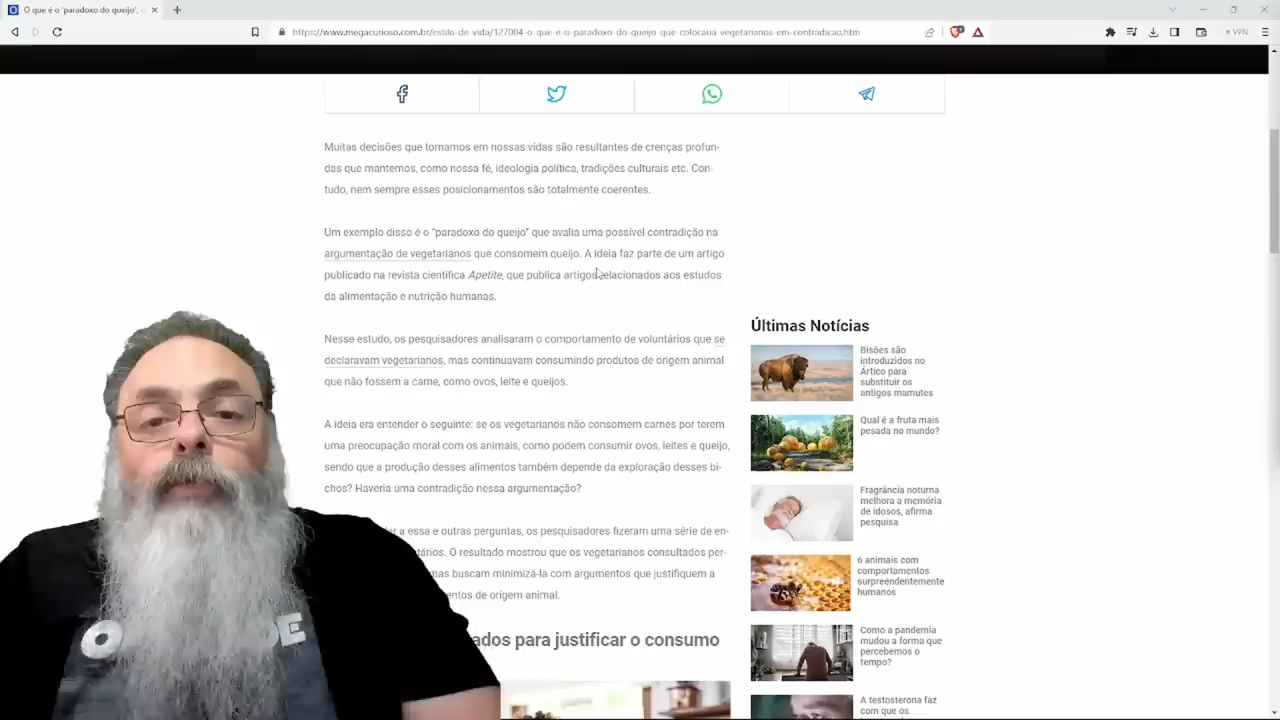 O que é o 'paradoxo do queijo', q
https://www.megacurioso.com.br/estilo-de-vida/127004-o-que-e-o-paradoxo-do-queijo-que-colocaria-vegetarianos-em-contradicao.htm
VPN
Muitas decisões que tomamos em nossas vidas são resultantes de crenças profun-
das que mantemos, como nossa fé, ideologia política, tradições culturais etc. Con-
tudo, nem sempre esses posicionamentos são totalmente coerentes.
Um exemplo disso é o "paradoxo do queijo" que avalia uma possível contradição na
argumentação de vegetarianos que consomem queijo. A ideia faz parte de um artigo
publicado na revista científica Apetite, que publica artigos relacionados aos estudos
da alimentação e nutrição humanas.
Nesse estudo, os pesquisadores analisaram o comportamento de voluntários que se
declaravam vegetarianos, mas continuavam consumindo produtos de origem animal
que não fossem a carne, como ovos, leite e queijos.
A ideia era entender o seguinte: se os vegetarianos não consomem carnes por terem
uma preocupação moral com os animais, como podem consumir ovos, leites e queijo,
sendo que a produção desses alimentos também depende da exploração desses bi-
chos? Haveria uma contradição nessa argumentação?
er a essa e outras perguntas, os pesquisadores fizeram uma série de en-
tários. O resultado mostrou que os vegetarianos consultados per-
mas buscam minimizá-la com argumentos que justifiquem a
entos de origem animal.
ados para justificar o consumo
Últimas Notícias
Bisões são
introduzidos no
Ártico para
substituir os
antigos mamutes
Qual é a fruta mais
pesada no mundo?
Fragrância noturna
melhora a memória
de idosos, afirma
pesquisa
6 animais com
comportamentos
surpreendentemente
humanos
Como a pandemia
mudou a forma que
percebemos o
tempo?
A testosterona faz
com que os